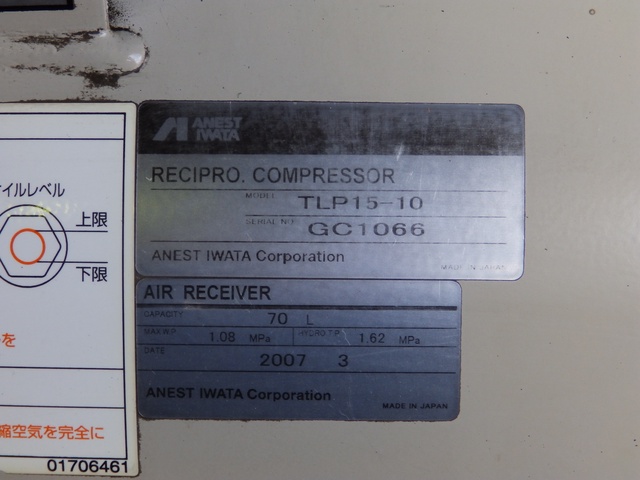 ANEST
IWATA
RECIPRO. COMPRESSOR
MODEL TLP15-10
SERIAL NO. GC1066
ANEST IWATA Corporation
MADE IN JAPAN
AIR RECEIVER
CAPACITY 70 L
MAX.W.P. 1.08 MPa HYDRO T.P. 1.62 MPa
DATE 2007 3
ANEST IWATA Corporation
MADE IN JAPAN
イルレベル
上限
下限
を
縮空気を完全に
01706461